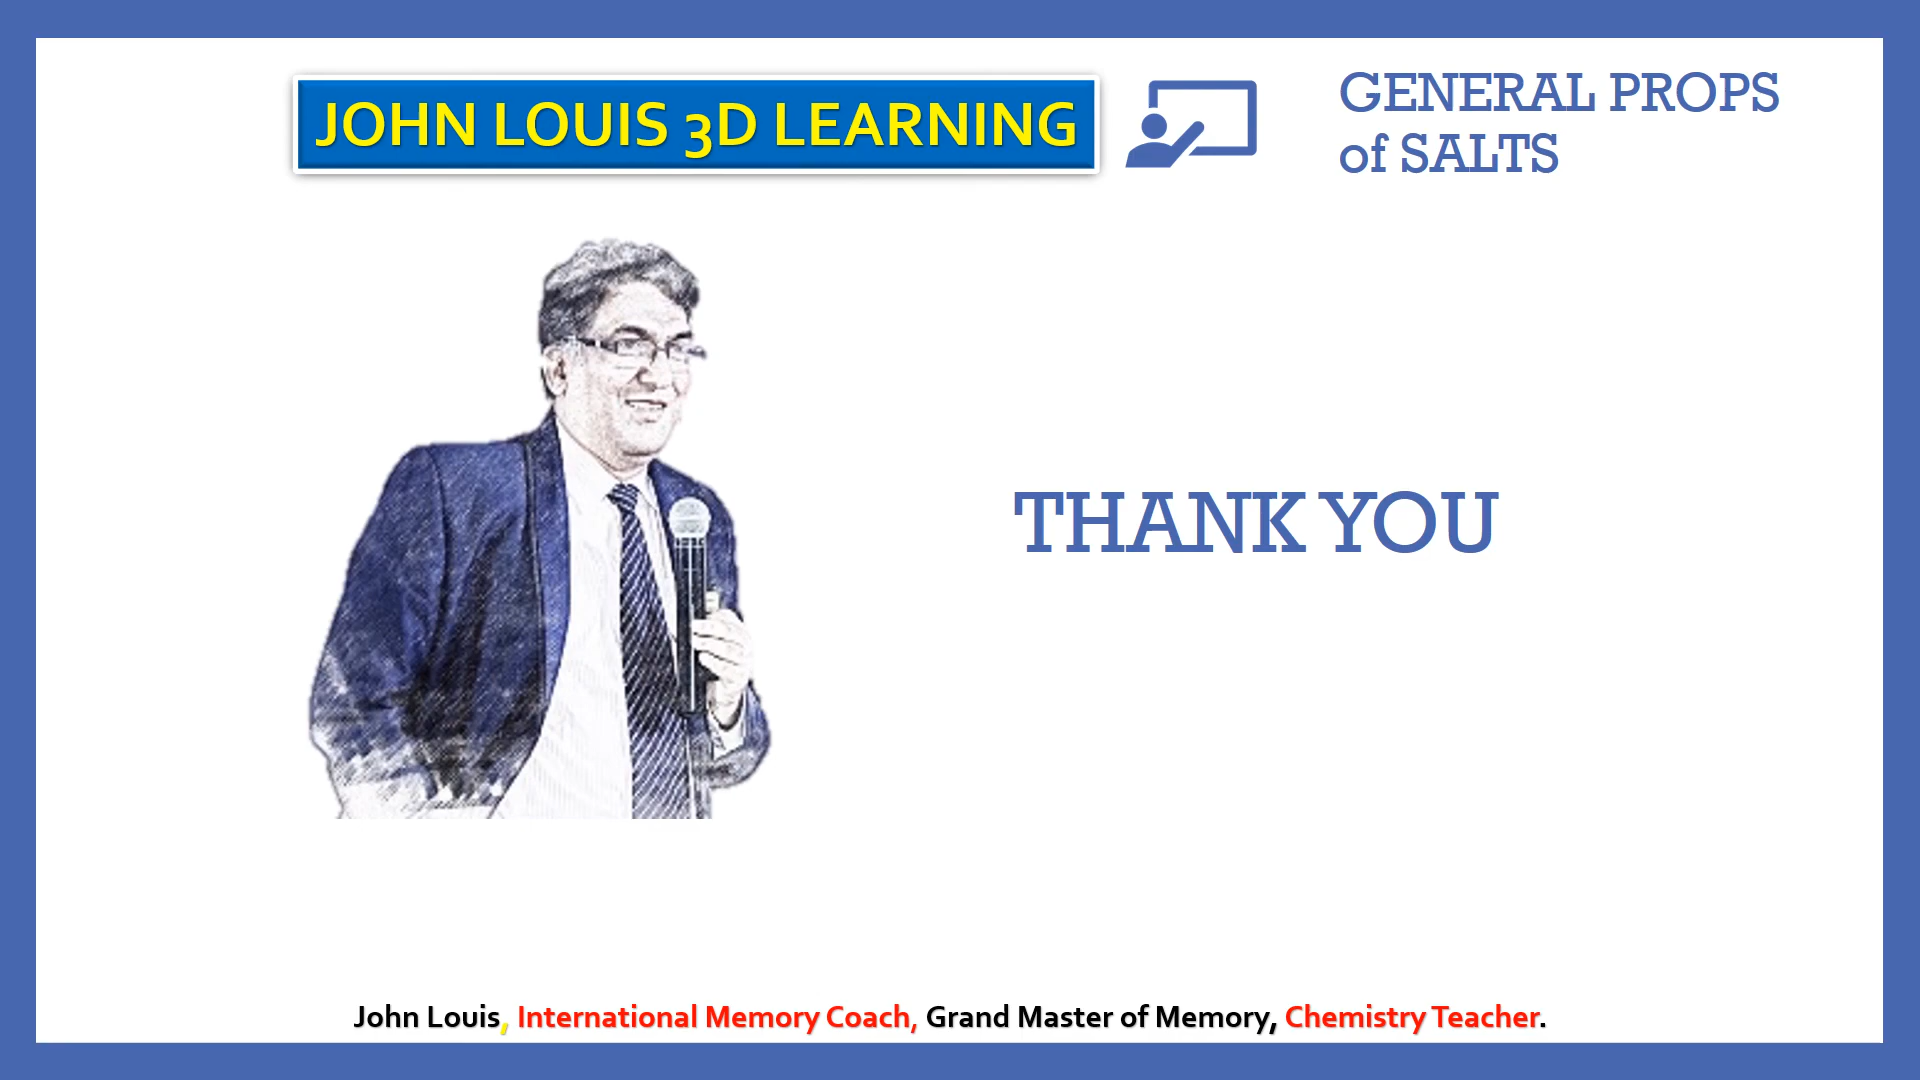 JOHN LOUIS 3D LEARNING
GENERAL PROPS
of SALTS
THANK YOU
John Louis, International Memory Coach, Grand Master of Memory, Chemistry Teacher.